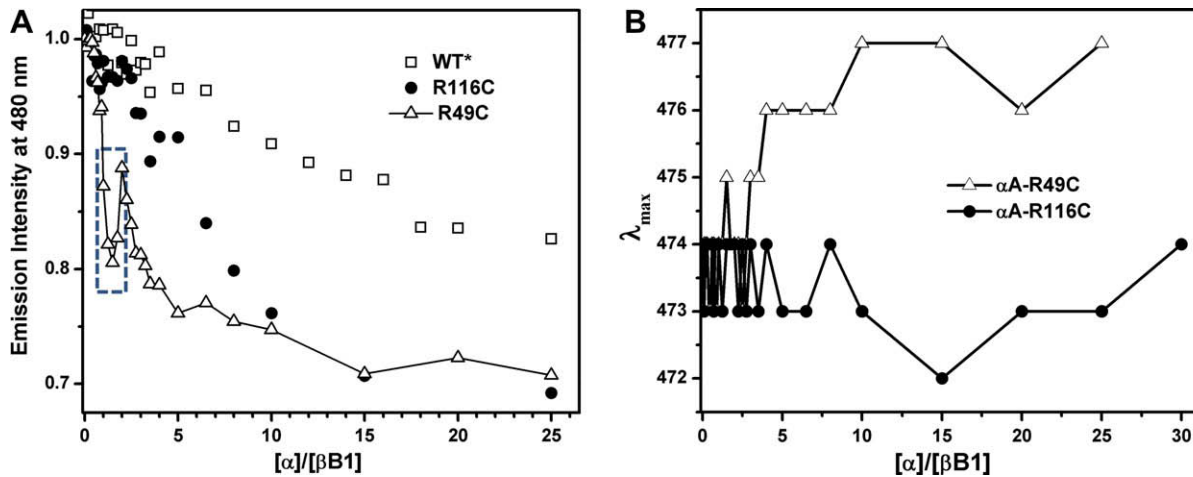 A
Emission Intensity at 480 nm
1.0
0.9
0.8
0.7
0
5
10
15
20
25
[α]/[βB1]
WT*
R116C
R49C
B
λmax
477
476
475
474
473
472
0
5
10
15
20
25
30
[α]/[βB1]
αA-R49C
αA-R116C